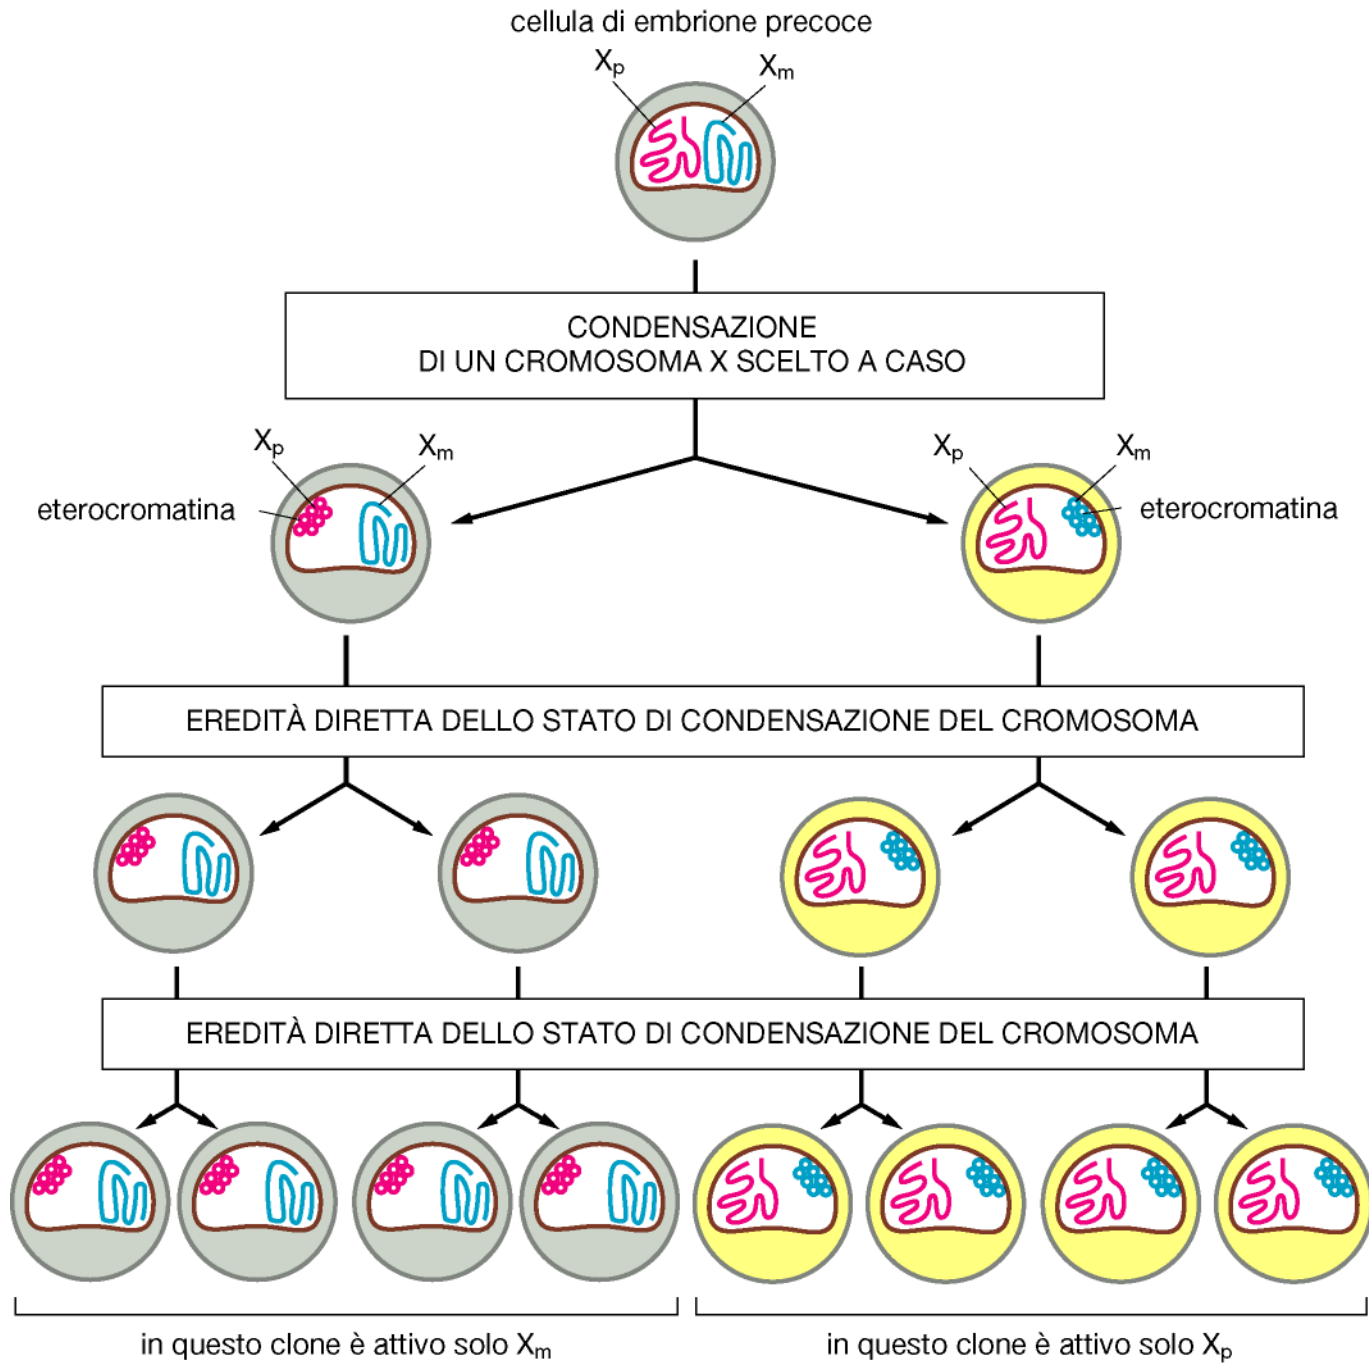 cellula di embrione precoce
Xp Xm
CONDENSAZIONE
DI UN CROMOSOMA X SCELTO A CASO
Xp Xm Xp Xm
eterocromatina eterocromatina
EREDITÀ DIRETTA DELLO STATO DI CONDENSAZIONE DEL CROMOSOMA
EREDITÀ DIRETTA DELLO STATO DI CONDENSAZIONE DEL CROMOSOMA
in questo clone è attivo solo Xm in questo clone è attivo solo Xp